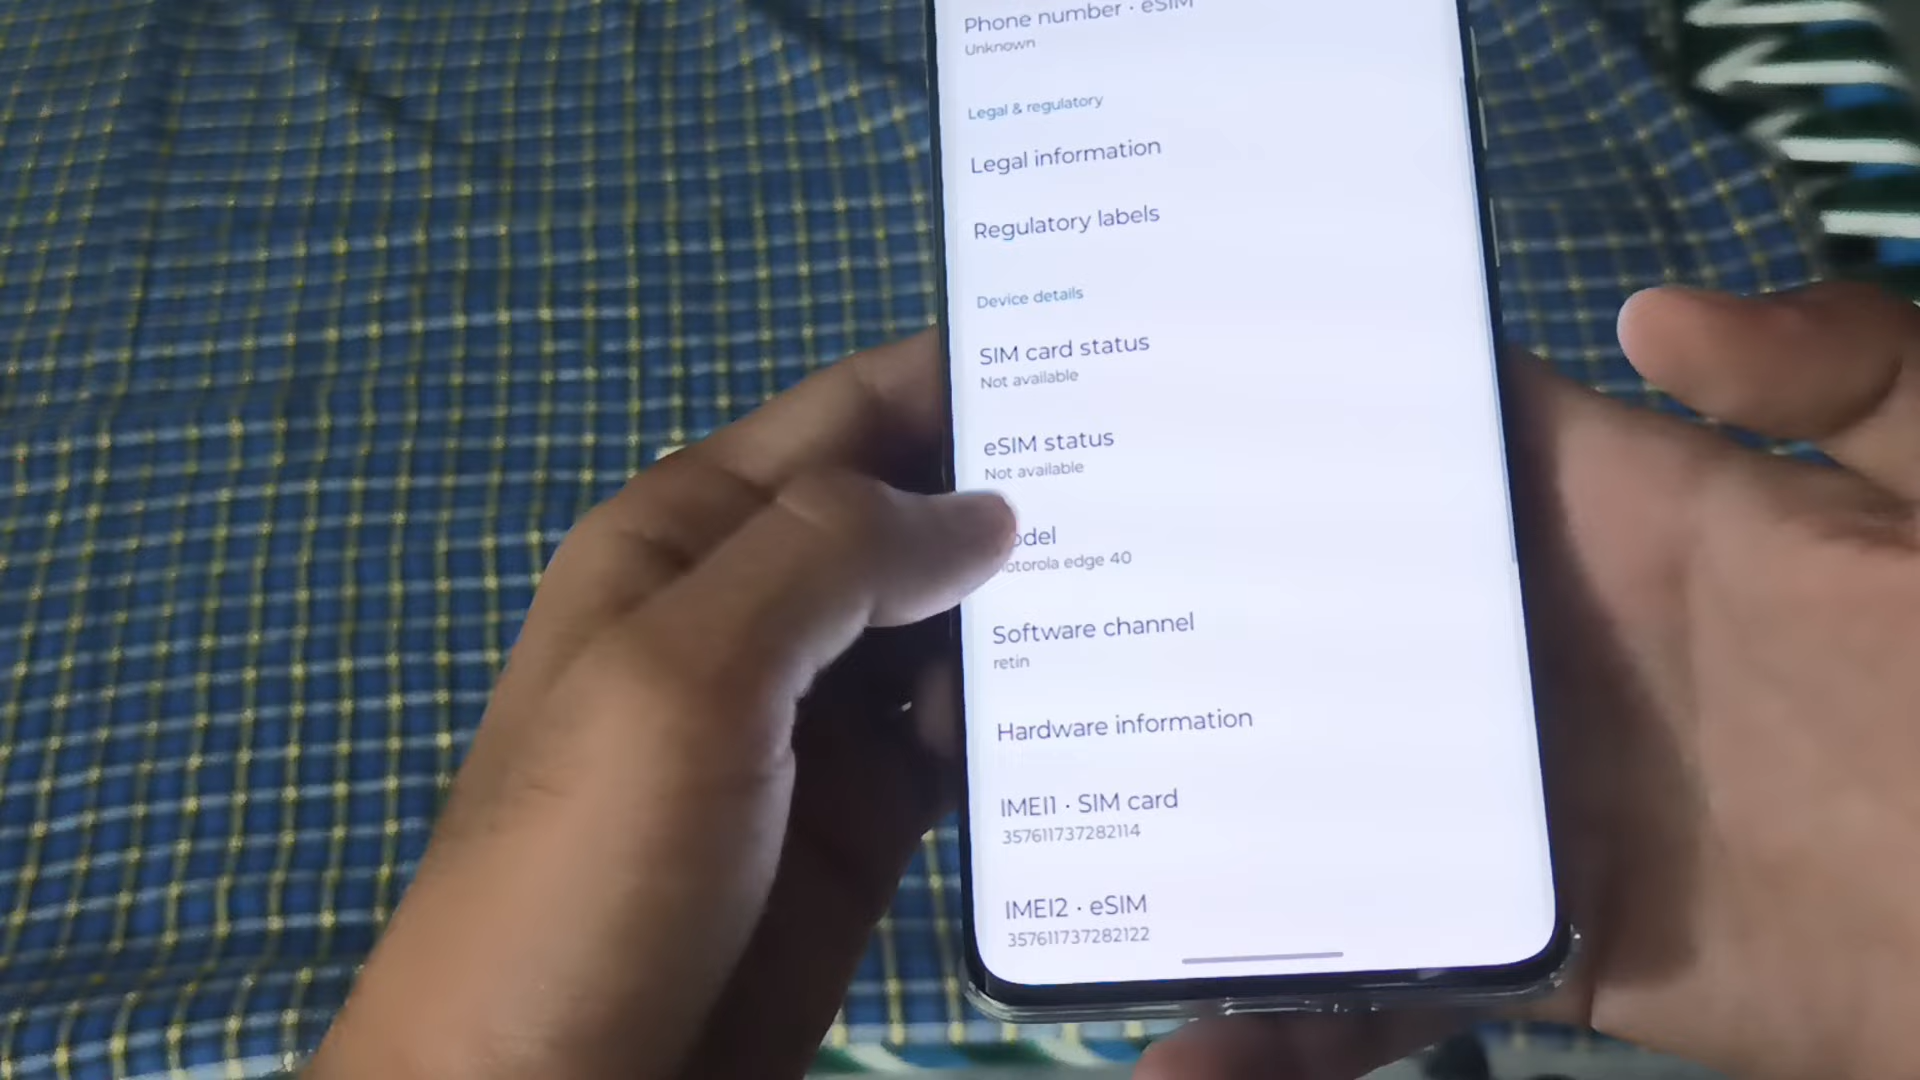 Phone number · eSIM
Unknown
Legal & regulatory
Legal information
Regulatory labels
Device details
SIM card status
Not available
eSIM status
Not available
odel
otorola edge 40
Software channel
retin
Hardware information
IMEI1 · SIM card
357611737282114
IMEI2 · eSIM
357611737282122